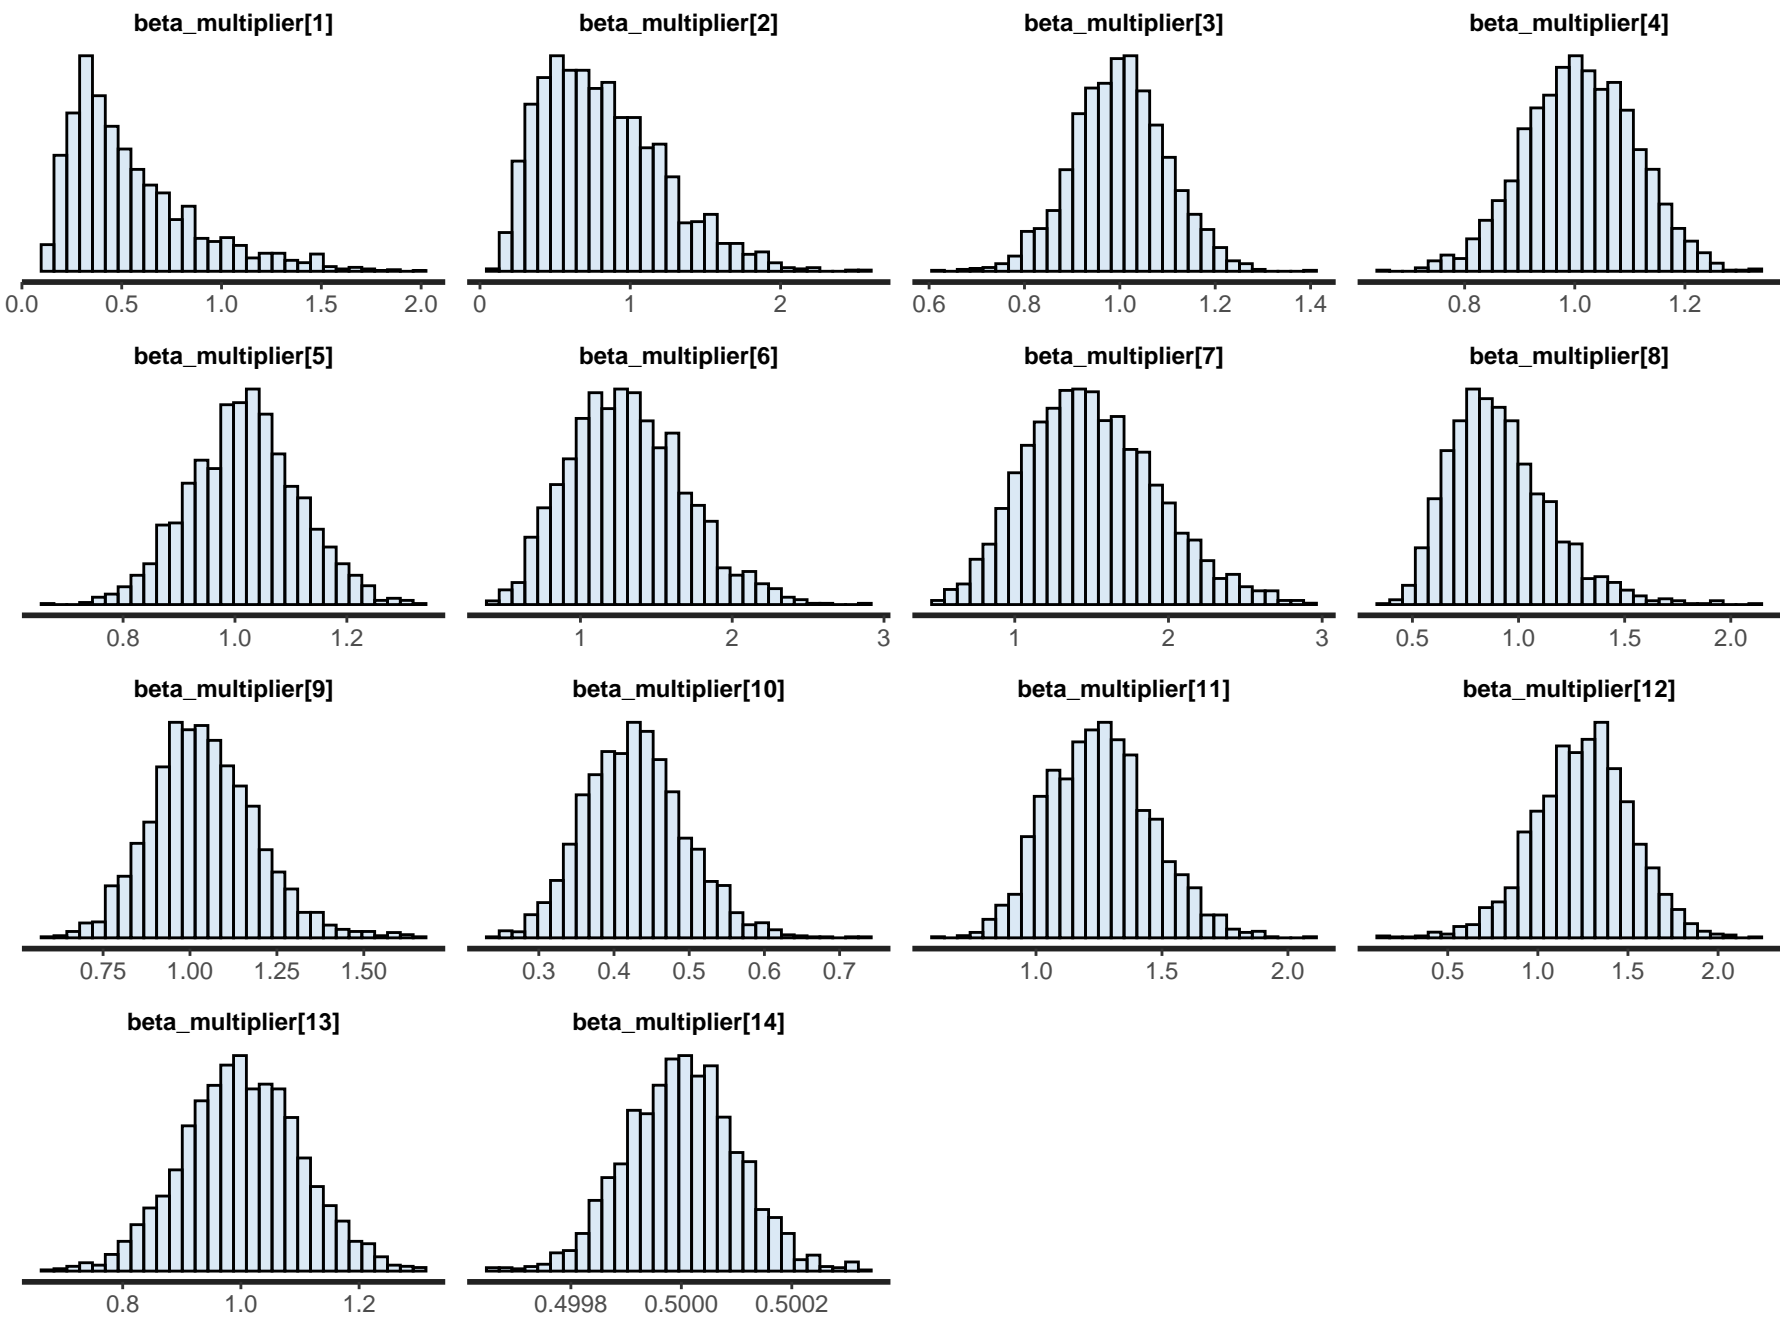 beta_multiplier[1] beta_multiplier[2] beta_multiplier[3] beta_multiplier[4]
0.0 0.5 1.0 1.5 2.0 0 1 2 0.6 0.8 1.0 1.2 1.4 0.8 1.0 1.2
beta_multiplier[5] beta_multiplier[6] beta_multiplier[7] beta_multiplier[8]
0.8 1.0 1.2 1 2 3 1 2 3 0.5 1.0 1.5 2.0
beta_multiplier[9] beta_multiplier[10] beta_multiplier[11] beta_multiplier[12]
0.75 1.00 1.25 1.50 0.3 0.4 0.5 0.6 0.7 1.0 1.5 2.0 0.5 1.0 1.5 2.0
beta_multiplier[13] beta_multiplier[14]
0.8 1.0 1.2 0.4998 0.5000 0.5002